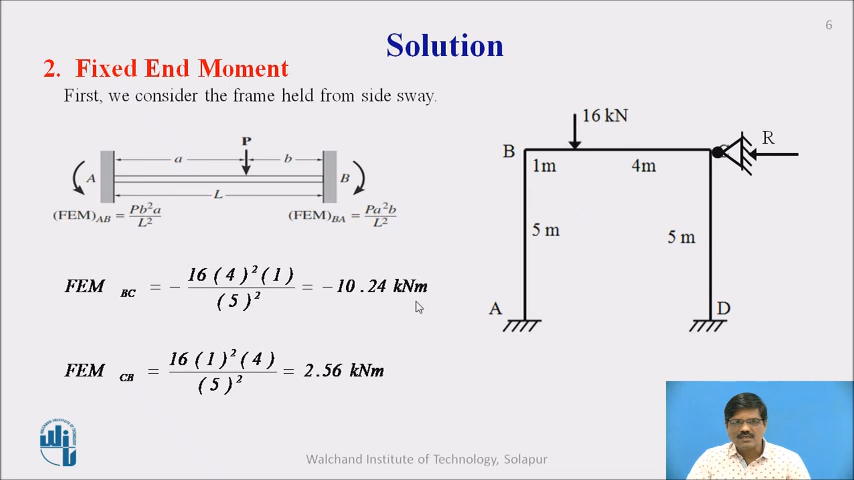 6
Solution
2. Fixed End Moment
First, we consider the frame held from side sway.
P
a
b
A
B
L
(FEM)AB = Pb²a / L²
(FEM)BA = Pa²b / L²
FEM BC = - 16 ( 4 )² ( 1 ) / ( 5 )² = - 10 . 24 kNm
FEM CB = 16 ( 1 )² ( 4 ) / ( 5 )² = 2 . 56 kNm
16 kN
R
B
1m
4m
5 m
5 m
A
D
Walchand Institute of Technology, Solapur